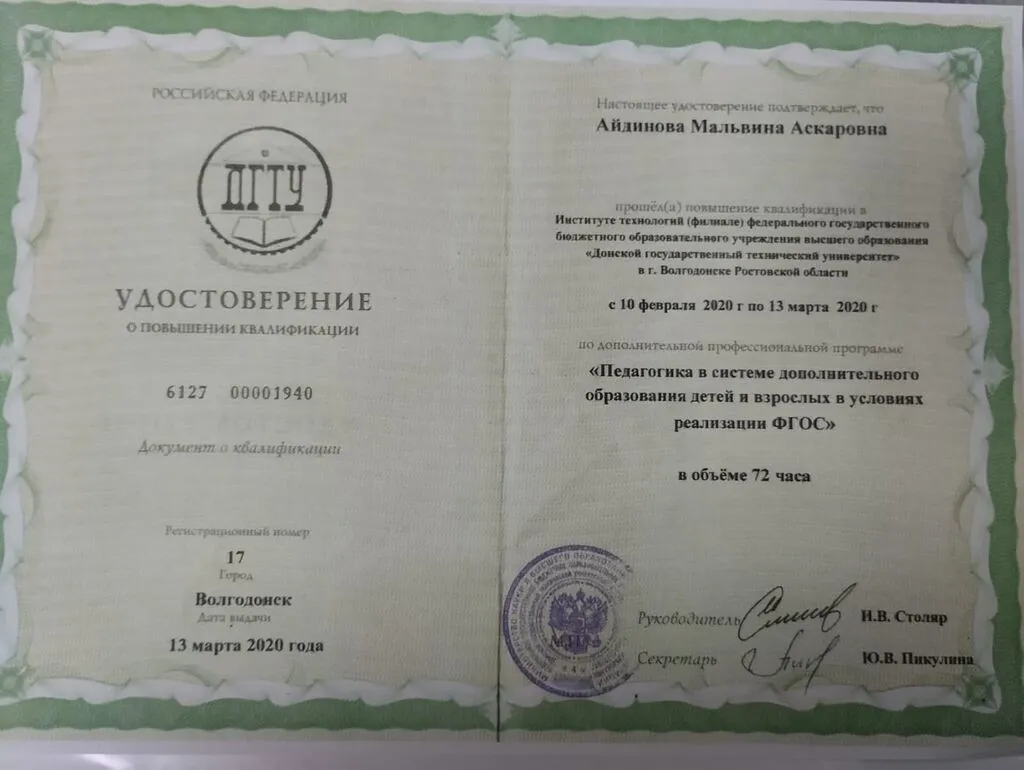 РОССИЙСКАЯ ФЕДЕРАЦИЯ
ДГТУ
УДОСТОВЕРЕНИЕ
О ПОВЫШЕНИИ КВАЛИФИКАЦИИ
6127 00001940
Документ о квалификации
Регистрационный номер
17
Город
Волгодонск
Дата выдачи
13 марта 2020 года
Настоящее удостоверение подтверждает, что
Айдинова Мальвина Аскаровна
прошёл(а) повышение квалификации в
Институте технологий (филиале) федерального государственного
бюджетного образовательного учреждения высшего образования
«Донской государственный технический университет»
в г. Волгодонске Ростовской области
с 10 февраля 2020 г по 13 марта 2020 г
по дополнительной профессиональной программе
«Педагогика в системе дополнительного
образования детей и взрослых в условиях
реализации ФГОС»
в объёме 72 часа
М.П.
Руководитель И.В. Столяр
Секретарь Ю.В. Пикулина